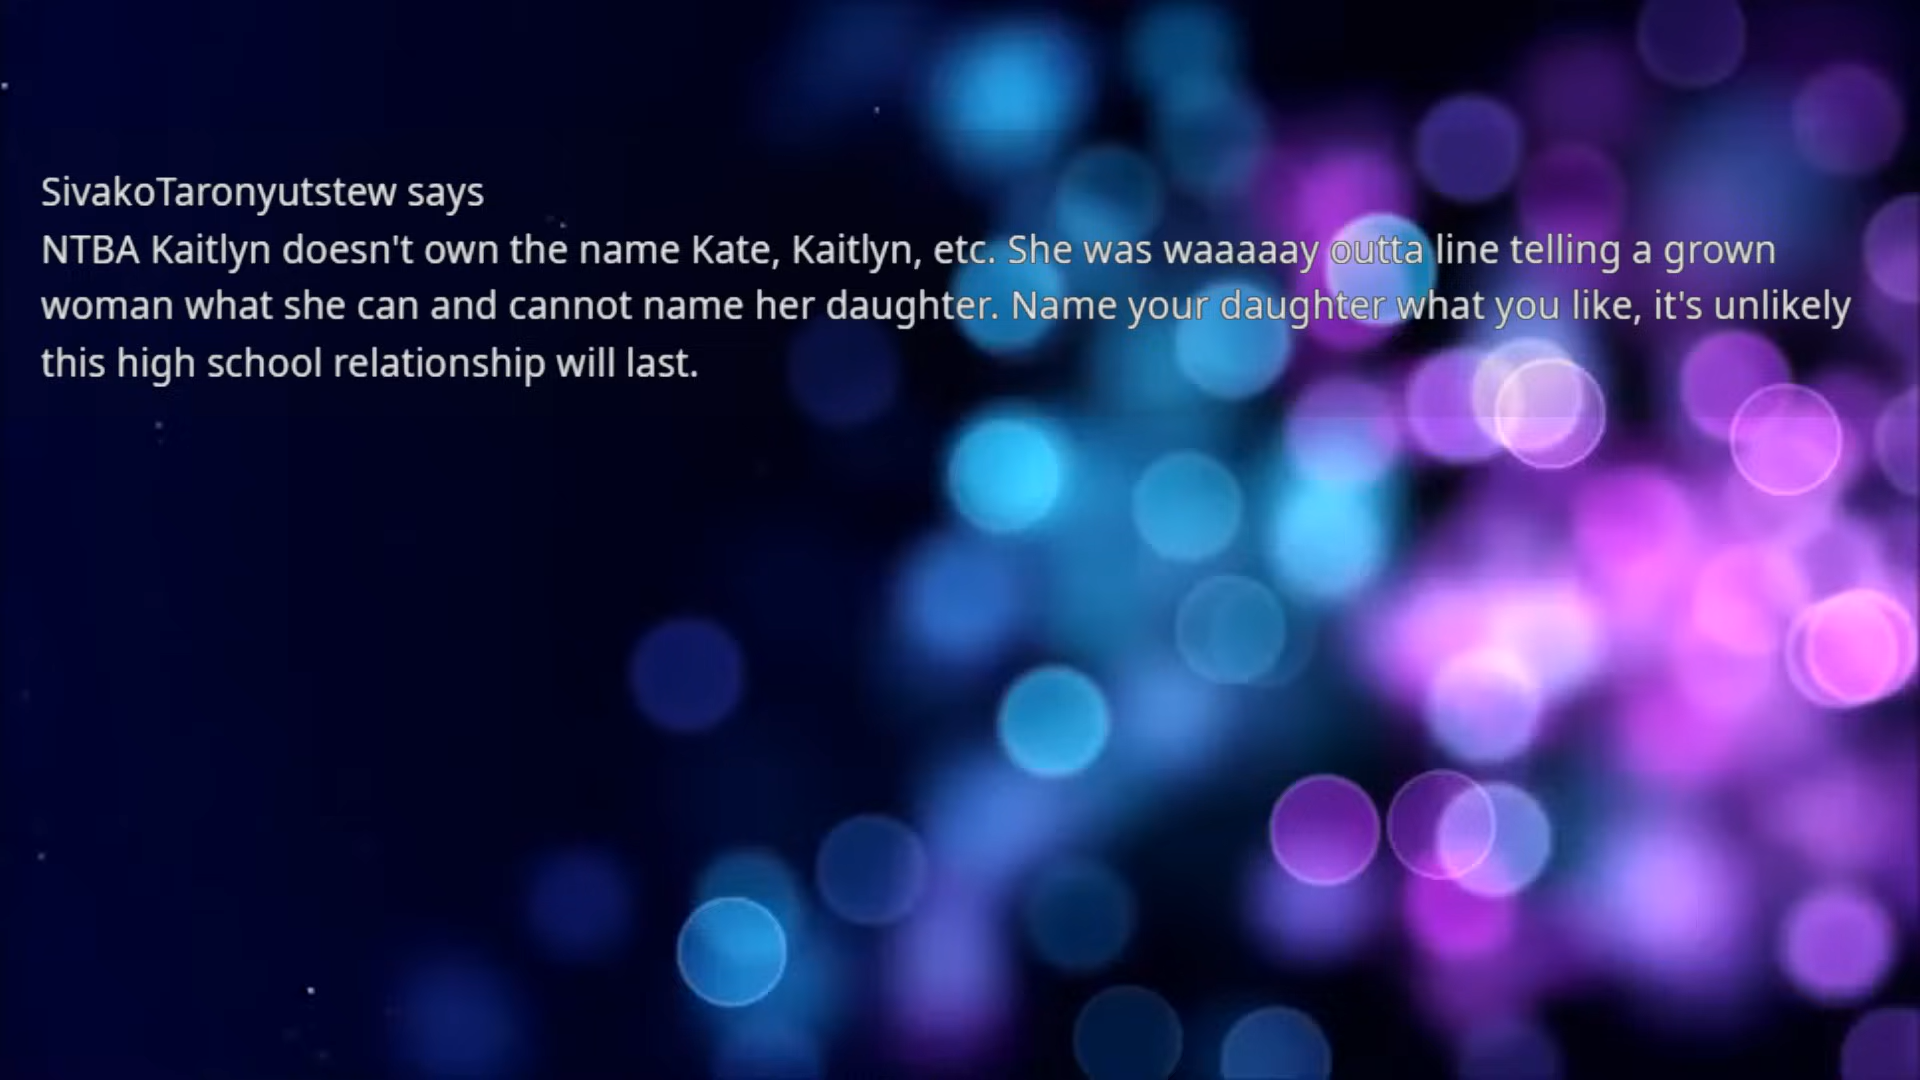 SivakoTaronyutstew says
NTBA Kaitlyn doesn't own the name Kate, Kaitlyn, etc. She was waaaaay outta line telling a grown
woman what she can and cannot name her daughter. Name your daughter what you like, it's unlikely
this high school relationship will last.